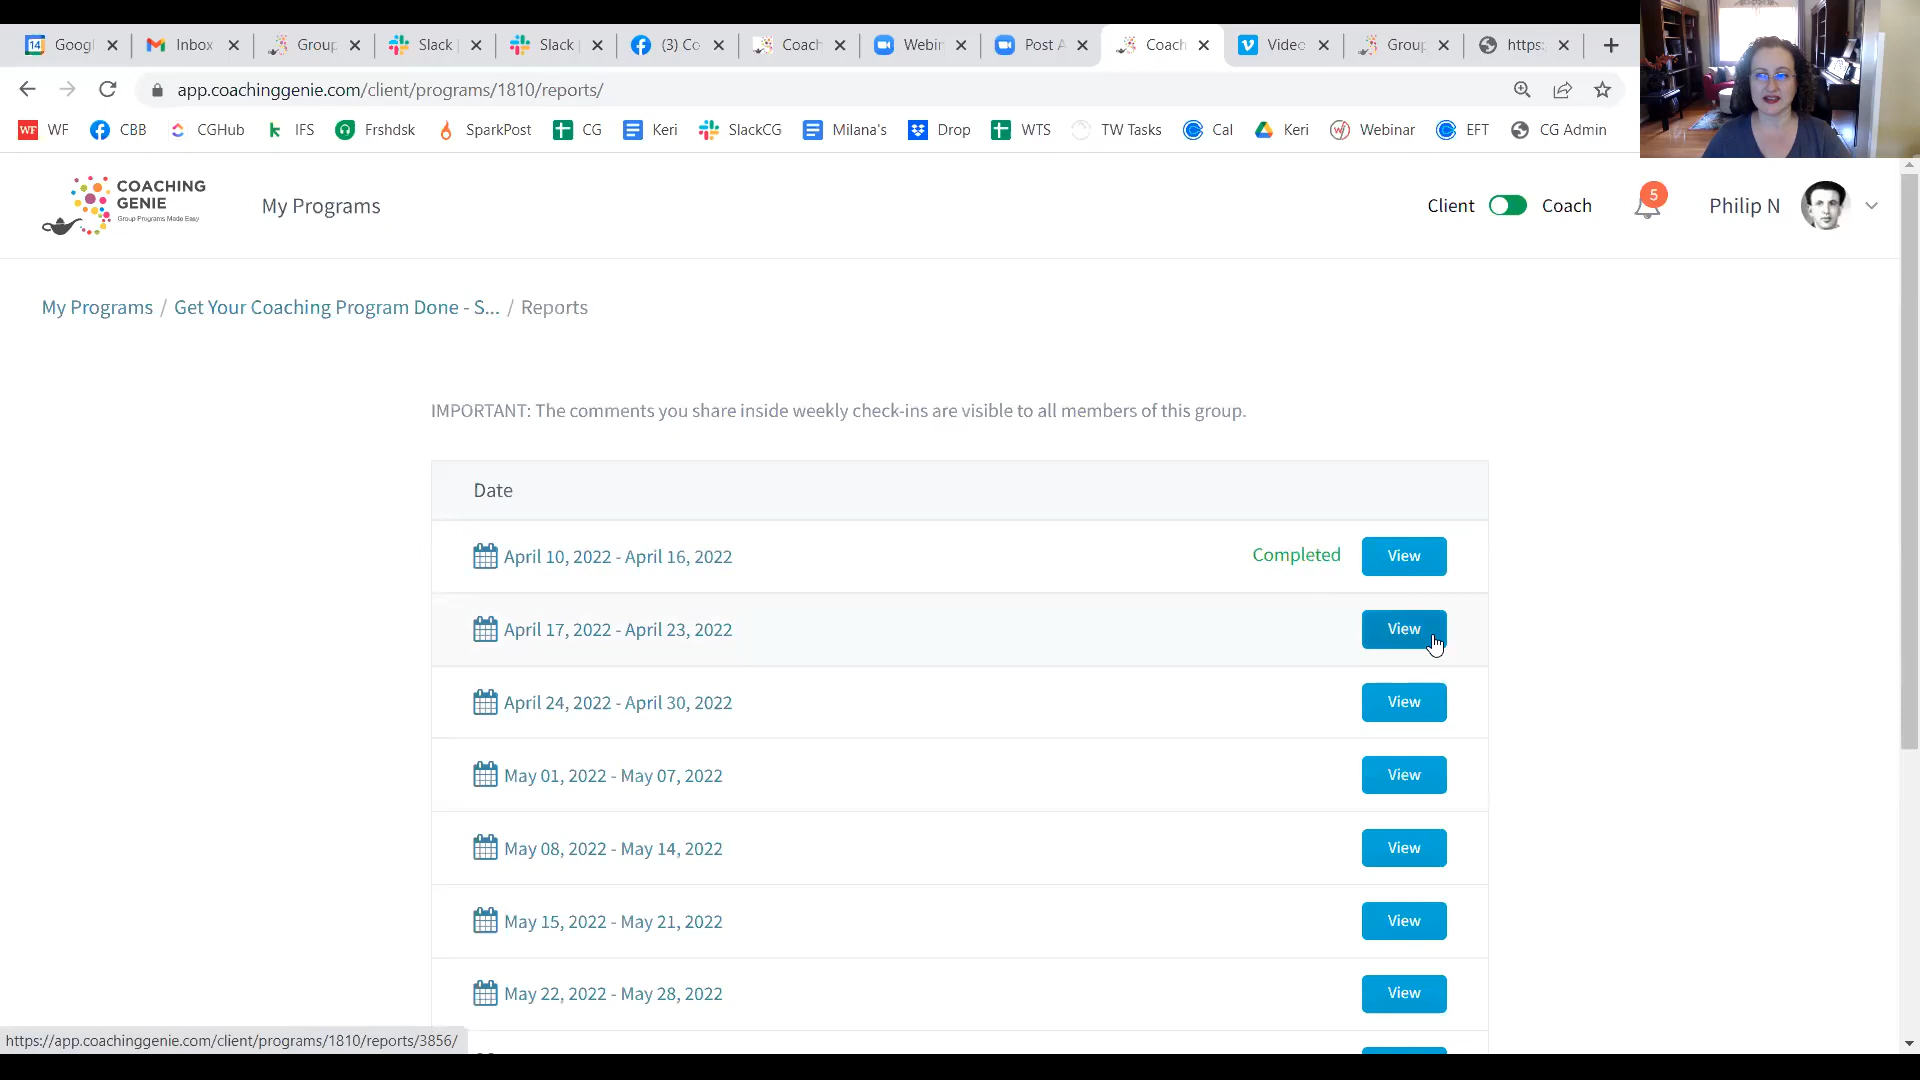 14 Googl
Inbox
Group
Slack
Slack
(3) Co
Coach
Webin
Post A
Coach
Video
Group
https:
app.coachinggenie.com/client/programs/1810/reports/
WF WF
CBB
CGHub
IFS
Frshdsk
SparkPost
CG
Keri
SlackCG
Milana's
Drop
WTS
TW Tasks
Cal
Keri
Webinar
EFT
CG Admin
COACHING
GENIE
Group Programs Made Easy
My Programs
Client
Coach
5
Philip N
My Programs / Get Your Coaching Program Done - S... / Reports
IMPORTANT: The comments you share inside weekly check-ins are visible to all members of this group.
Date
April 10, 2022 - April 16, 2022 Completed View
April 17, 2022 - April 23, 2022 View
April 24, 2022 - April 30, 2022 View
May 01, 2022 - May 07, 2022 View
May 08, 2022 - May 14, 2022 View
May 15, 2022 - May 21, 2022 View
May 22, 2022 - May 28, 2022 View
https://app.coachinggenie.com/client/programs/1810/reports/3856/